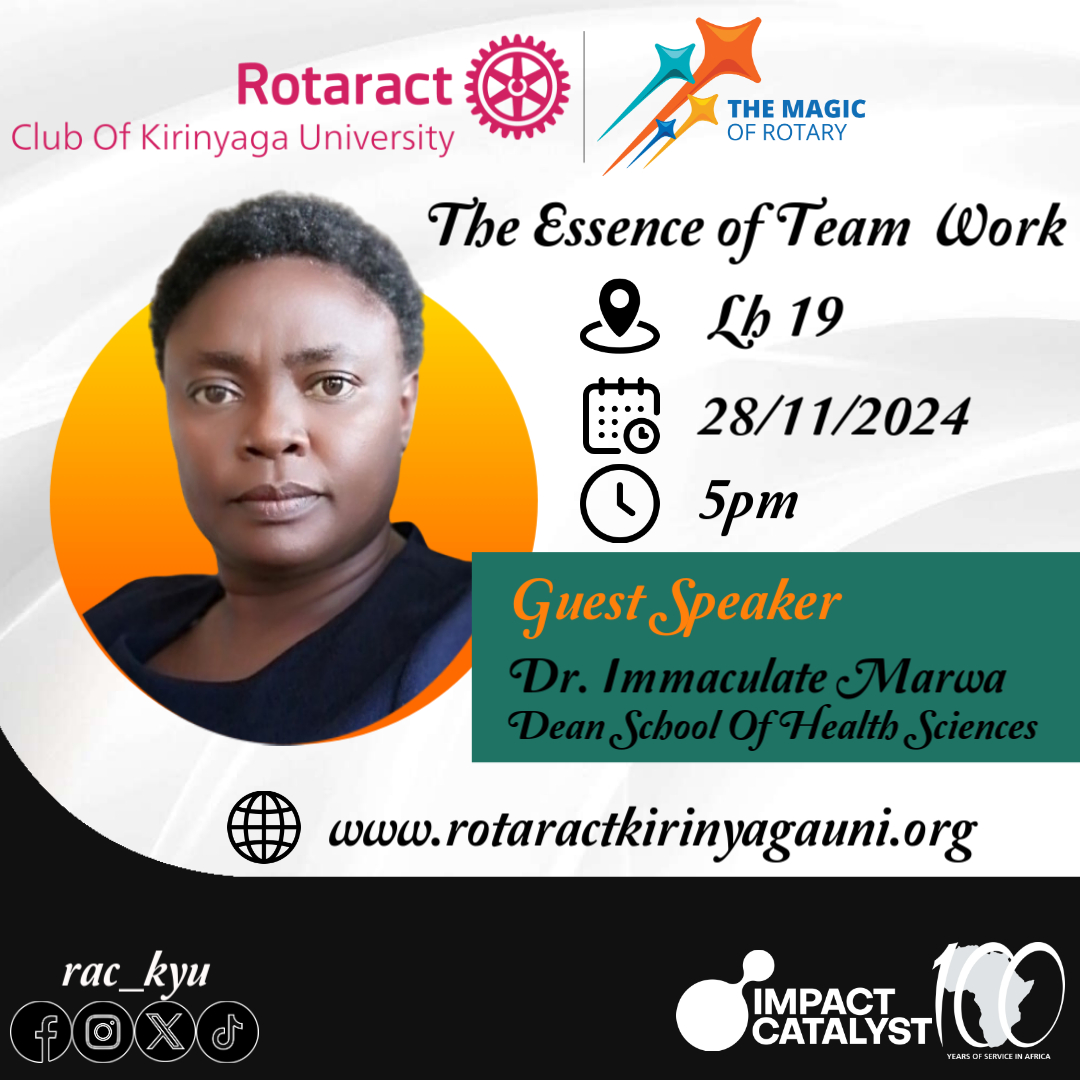 Rotaract
Club Of Kirinyaga University
THE MAGIC
OF ROTARY
The Essence of Team Work
Lh 19
28/11/2024
5pm
Guest Speaker
Dr. Immaculate Marwa
Dean School Of Health Sciences
www.rotaractkirinyagauni.org
rac_kyu
IMPACT
CATALYST
100
YEARS OF SERVICE IN AFRICA